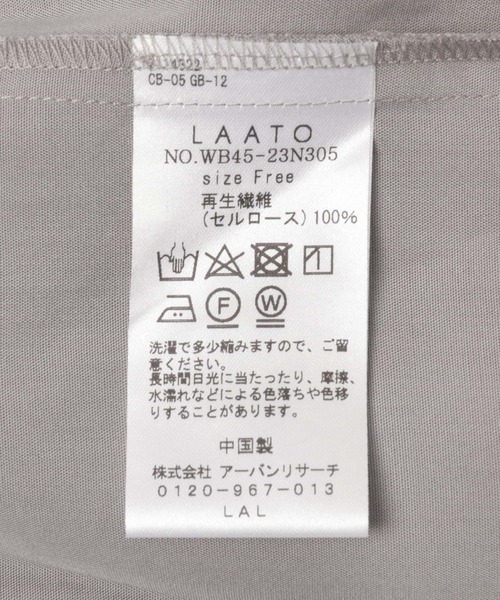 CB-05 GB-12
LAATO
NO.WB45-23N305
size Free
再生繊維
(セルロース) 100%
F
W
洗濯で多少縮みますので、ご留
意ください。
長時間日光に当たったり、摩擦、
水濡れなどによる色落ちや色移
りすることがあります。
中国製
株式会社 アーバンリサーチ
0120-967-013
LAL